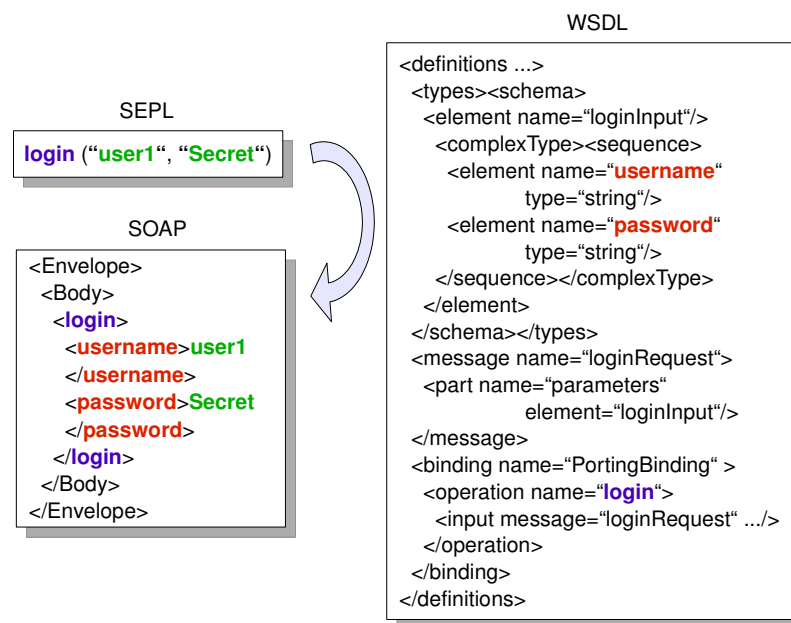 SEPL
login (“user1“, “Secret“)
SOAP
<Envelope>
<Body>
<login>
<username>user1
</username>
<password>Secret
</password>
</login>
</Body>
</Envelope>
WSDL
<definitions ...>
<types><schema>
<element name=“loginInput“/>
<complexType><sequence>
<element name=“username“
type=“string“/>
<element name=“password“
type=“string“/>
</sequence></complexType>
</element>
</schema></types>
<message name=“loginRequest“>
<part name=“parameters“
element=“loginInput“/>
</message>
<binding name=“PortingBinding“ >
<operation name=“login“>
<input message=“loginRequest“ .../>
</operation>
</binding>
</definitions>